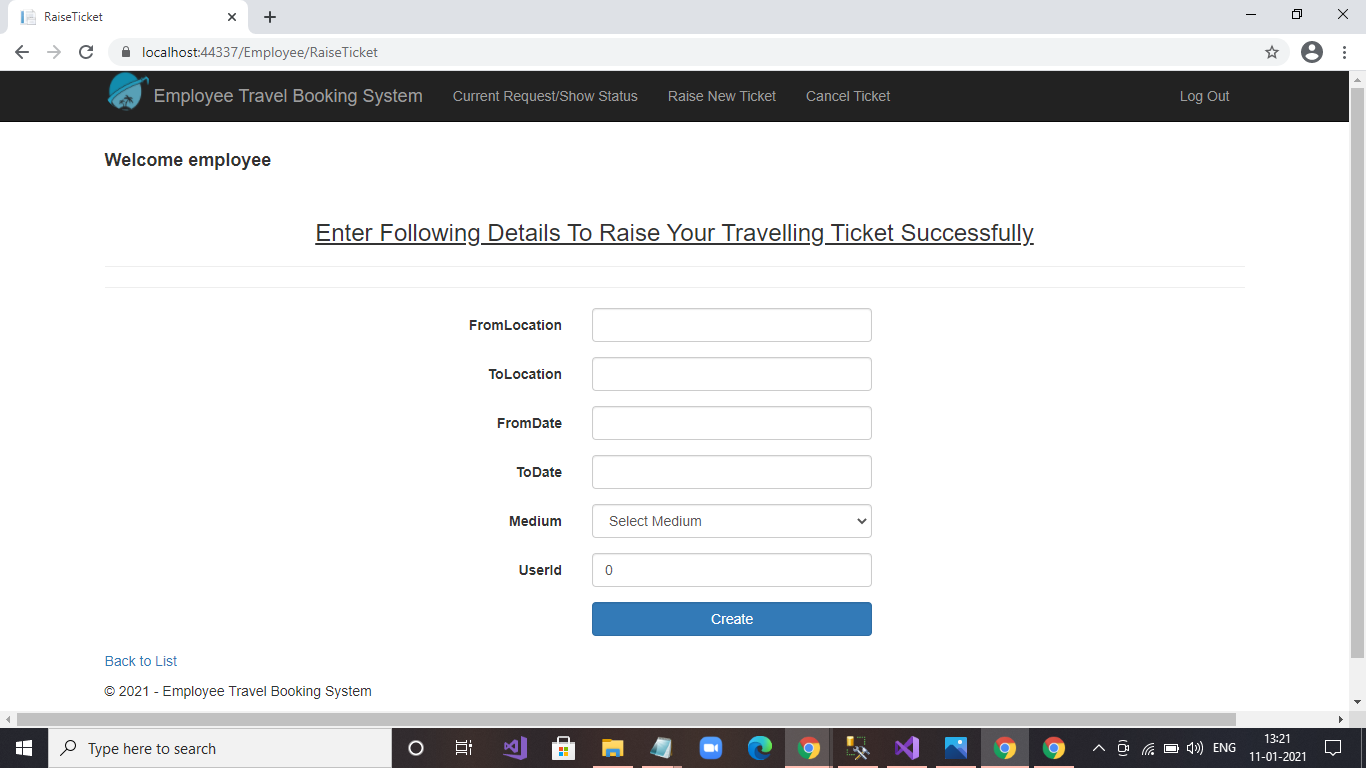 RaiseTicket
localhost:44337/Employee/RaiseTicket
Employee Travel Booking System Current Request/Show Status Raise New Ticket Cancel Ticket Log Out
Welcome employee
Enter Following Details To Raise Your Travelling Ticket Successfully
FromLocation
ToLocation
FromDate
ToDate
Medium Select Medium
UserId 0
Create
Back to List
© 2021 - Employee Travel Booking System
Type here to search ENG 13:21
11-01-2021